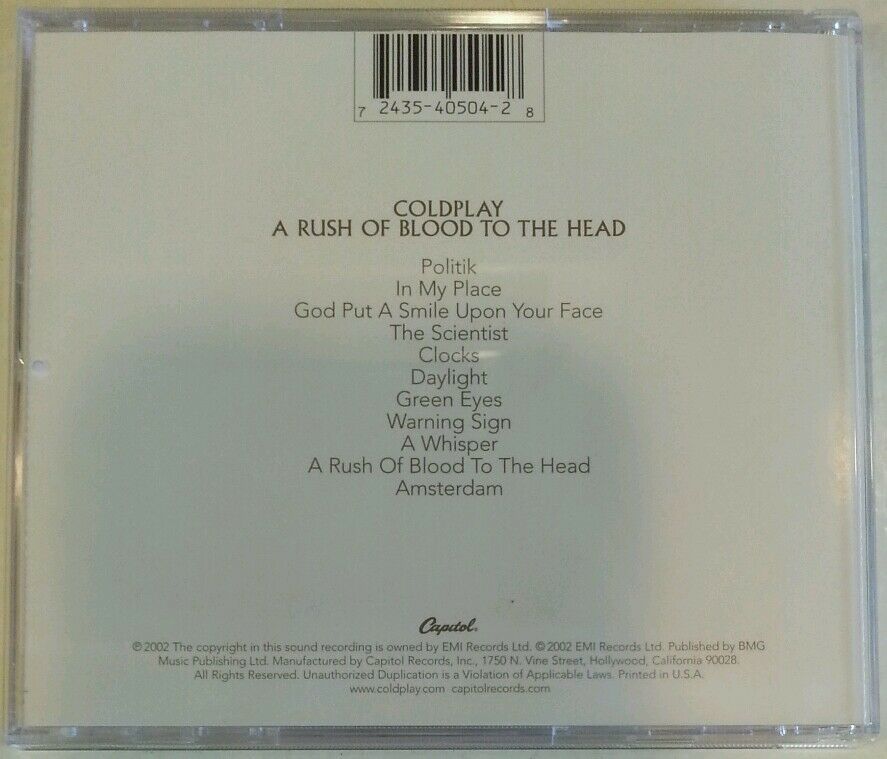 7 2435-40504-2 8
COLDPLAY
A RUSH OF BLOOD TO THE HEAD
Politik
In My Place
God Put A Smile Upon Your Face
The Scientist
Clocks
Daylight
Green Eyes
Warning Sign
A Whisper
A Rush Of Blood To The Head
Amsterdam
Capitol.
℗ 2002 The copyright in this sound recording is owned by EMI Records Ltd. © 2002 EMI Records Ltd. Published by BMG
Music Publishing Ltd. Manufactured by Capitol Records, Inc., 1750 N. Vine Street, Hollywood, California 90028.
All Rights Reserved. Unauthorized Duplication is a Violation of Applicable Laws. Printed in U.S.A.
www.coldplay.com capitolrecords.com